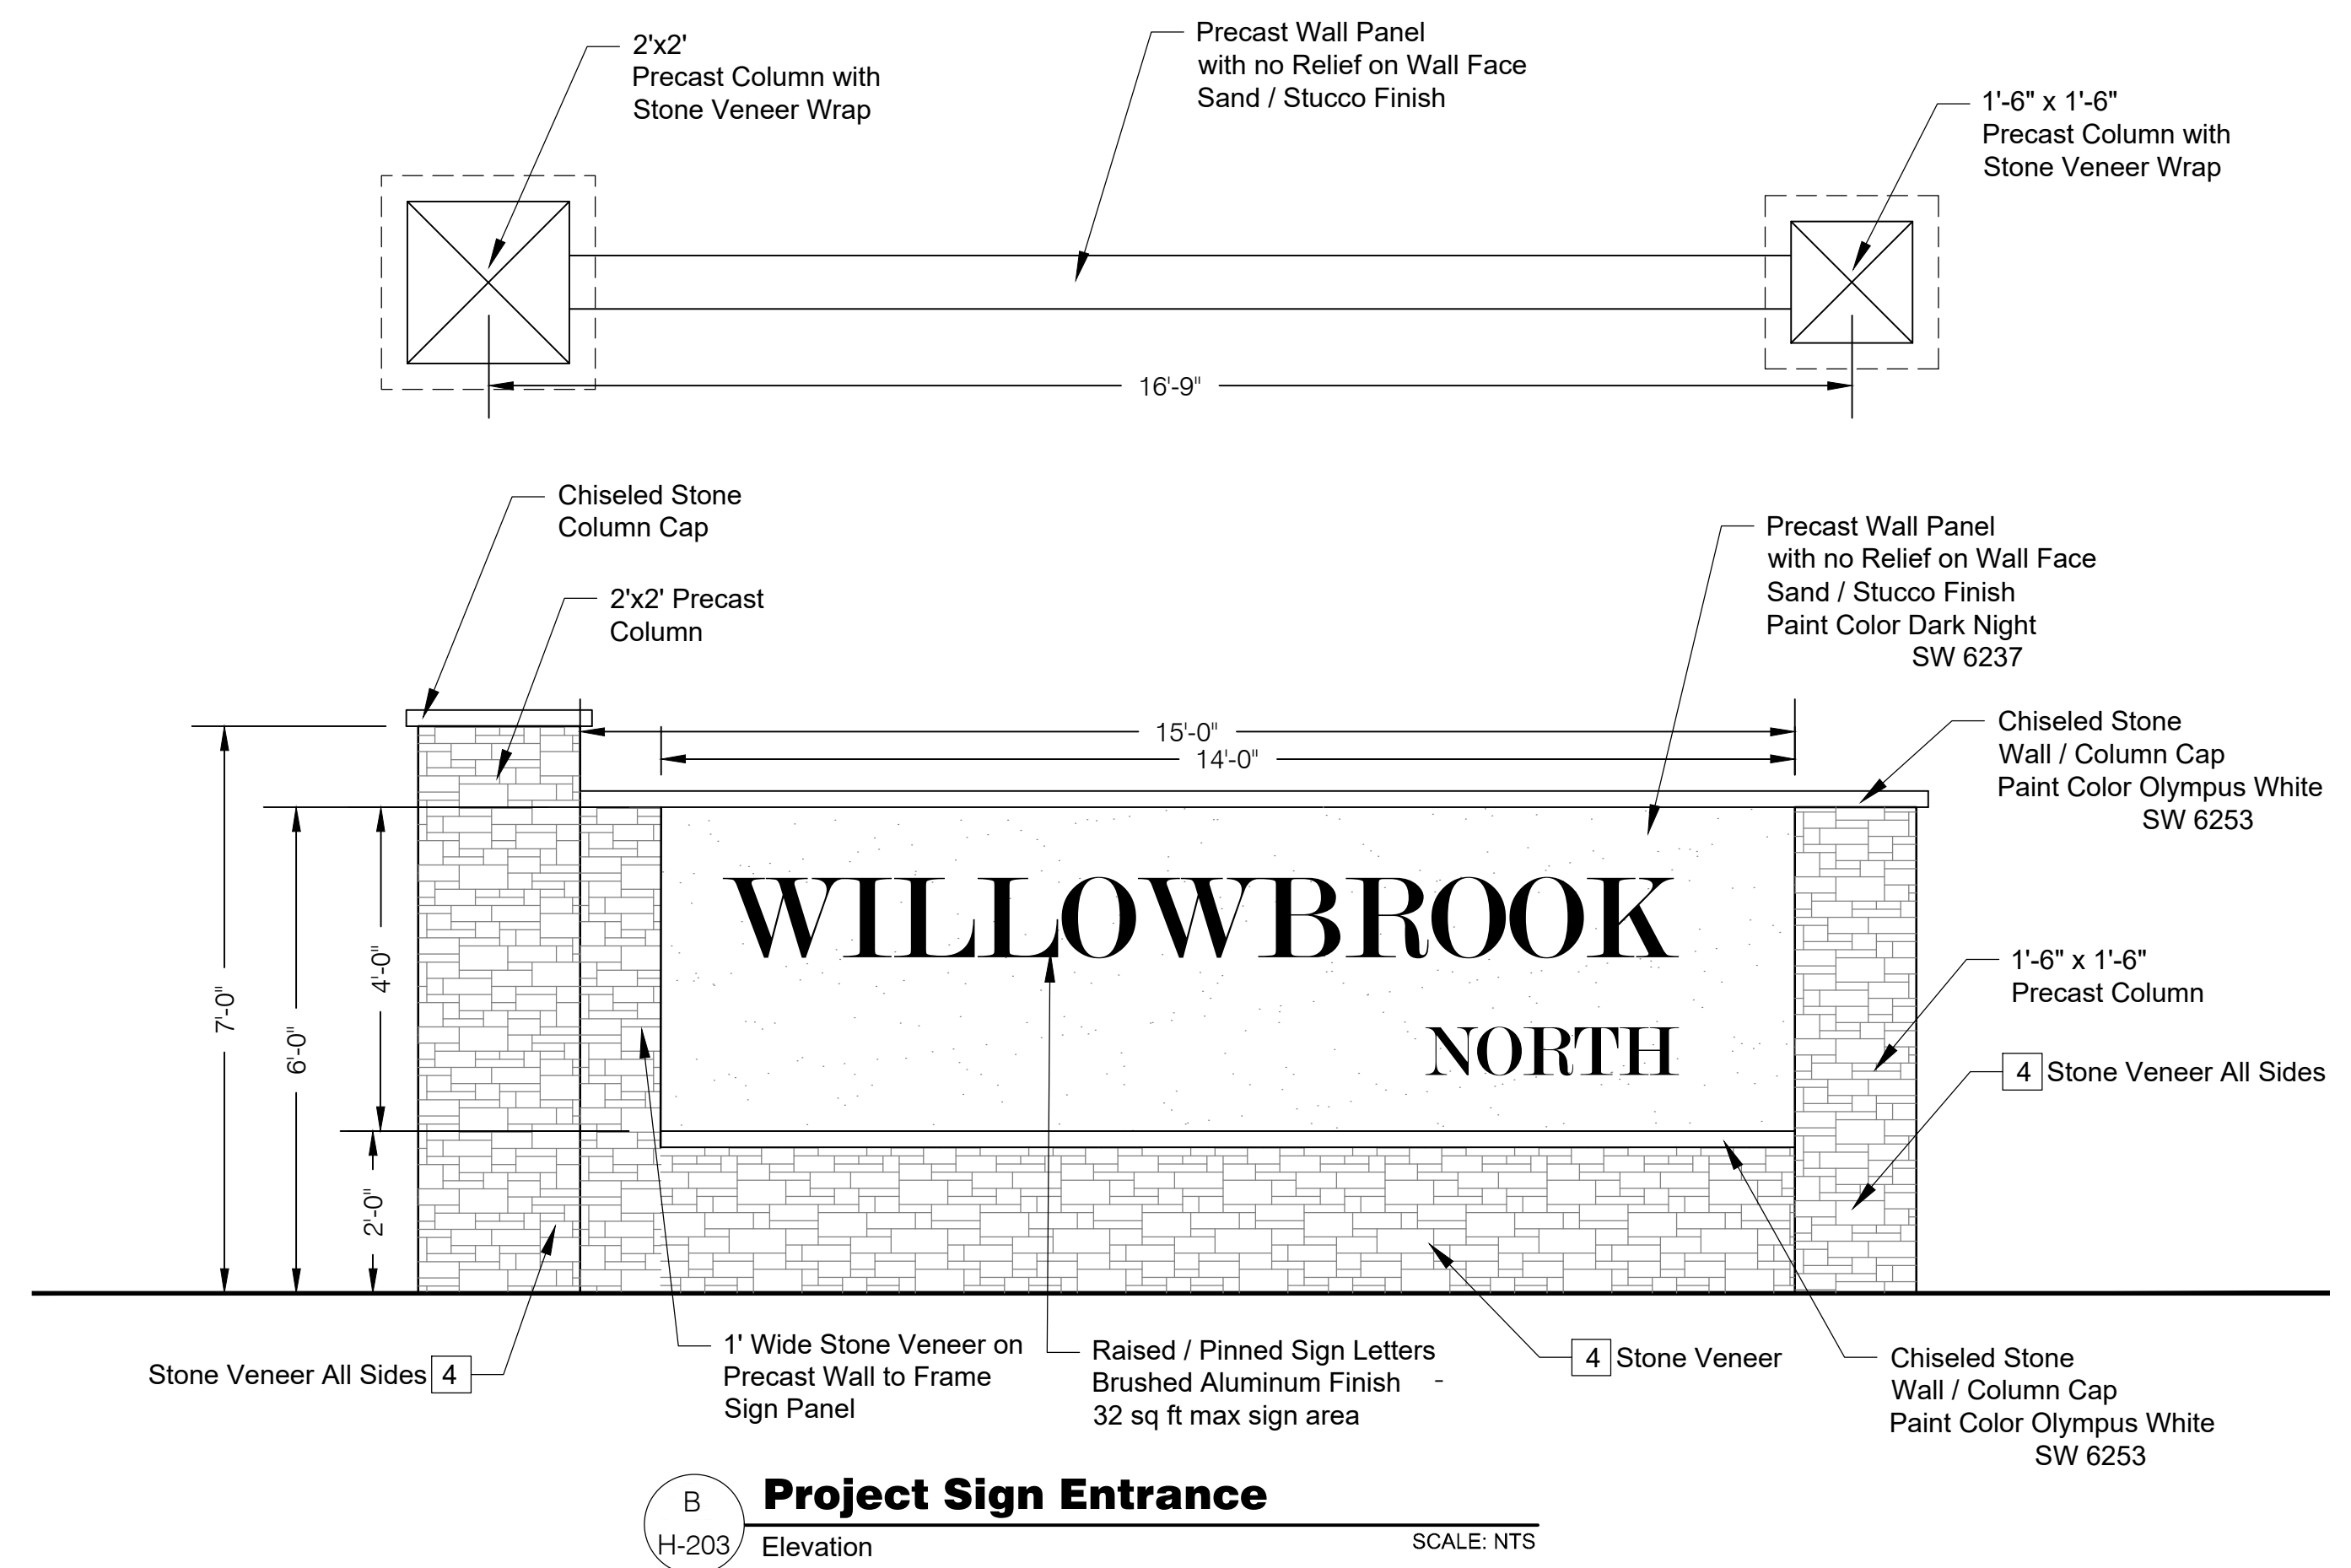 2'x2'
Precast Column with
Stone Veneer Wrap
Precast Wall Panel
with no Relief on Wall Face
Sand / Stucco Finish
1'-6" x 1'-6"
Precast Column with
Stone Veneer Wrap
16'-9"
Chiseled Stone
Column Cap
2'x2' Precast
Column
Precast Wall Panel
with no Relief on Wall Face
Sand / Stucco Finish
Paint Color Dark Night
SW 6237
Chiseled Stone
Wall / Column Cap
Paint Color Olympus White
SW 6253
15'-0"
14'-0"
7'-0"
6'-0"
4'-0"
2'-0"
WILLOWBROOK
NORTH
1'-6" x 1'-6"
Precast Column
4 Stone Veneer All Sides
Stone Veneer All Sides 4
1' Wide Stone Veneer on
Precast Wall to Frame
Sign Panel
Raised / Pinned Sign Letters
Brushed Aluminum Finish -
32 sq ft max sign area
4 Stone Veneer
Chiseled Stone
Wall / Column Cap
Paint Color Olympus White
SW 6253
B
H-203
Project Sign Entrance
Elevation
SCALE: NTS